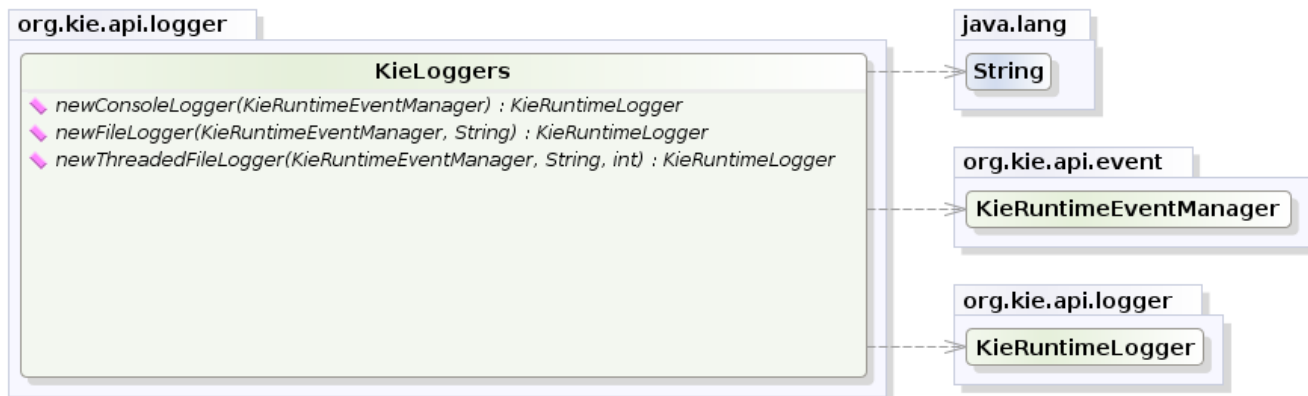 org.kie.api.logger
KieLoggers
newConsoleLogger(KieRuntimeEventManager) : KieRuntimeLogger
newFileLogger(KieRuntimeEventManager, String) : KieRuntimeLogger
newThreadedFileLogger(KieRuntimeEventManager, String, int) : KieRuntimeLogger
java.lang
String
org.kie.api.event
KieRuntimeEventManager
org.kie.api.logger
KieRuntimeLogger